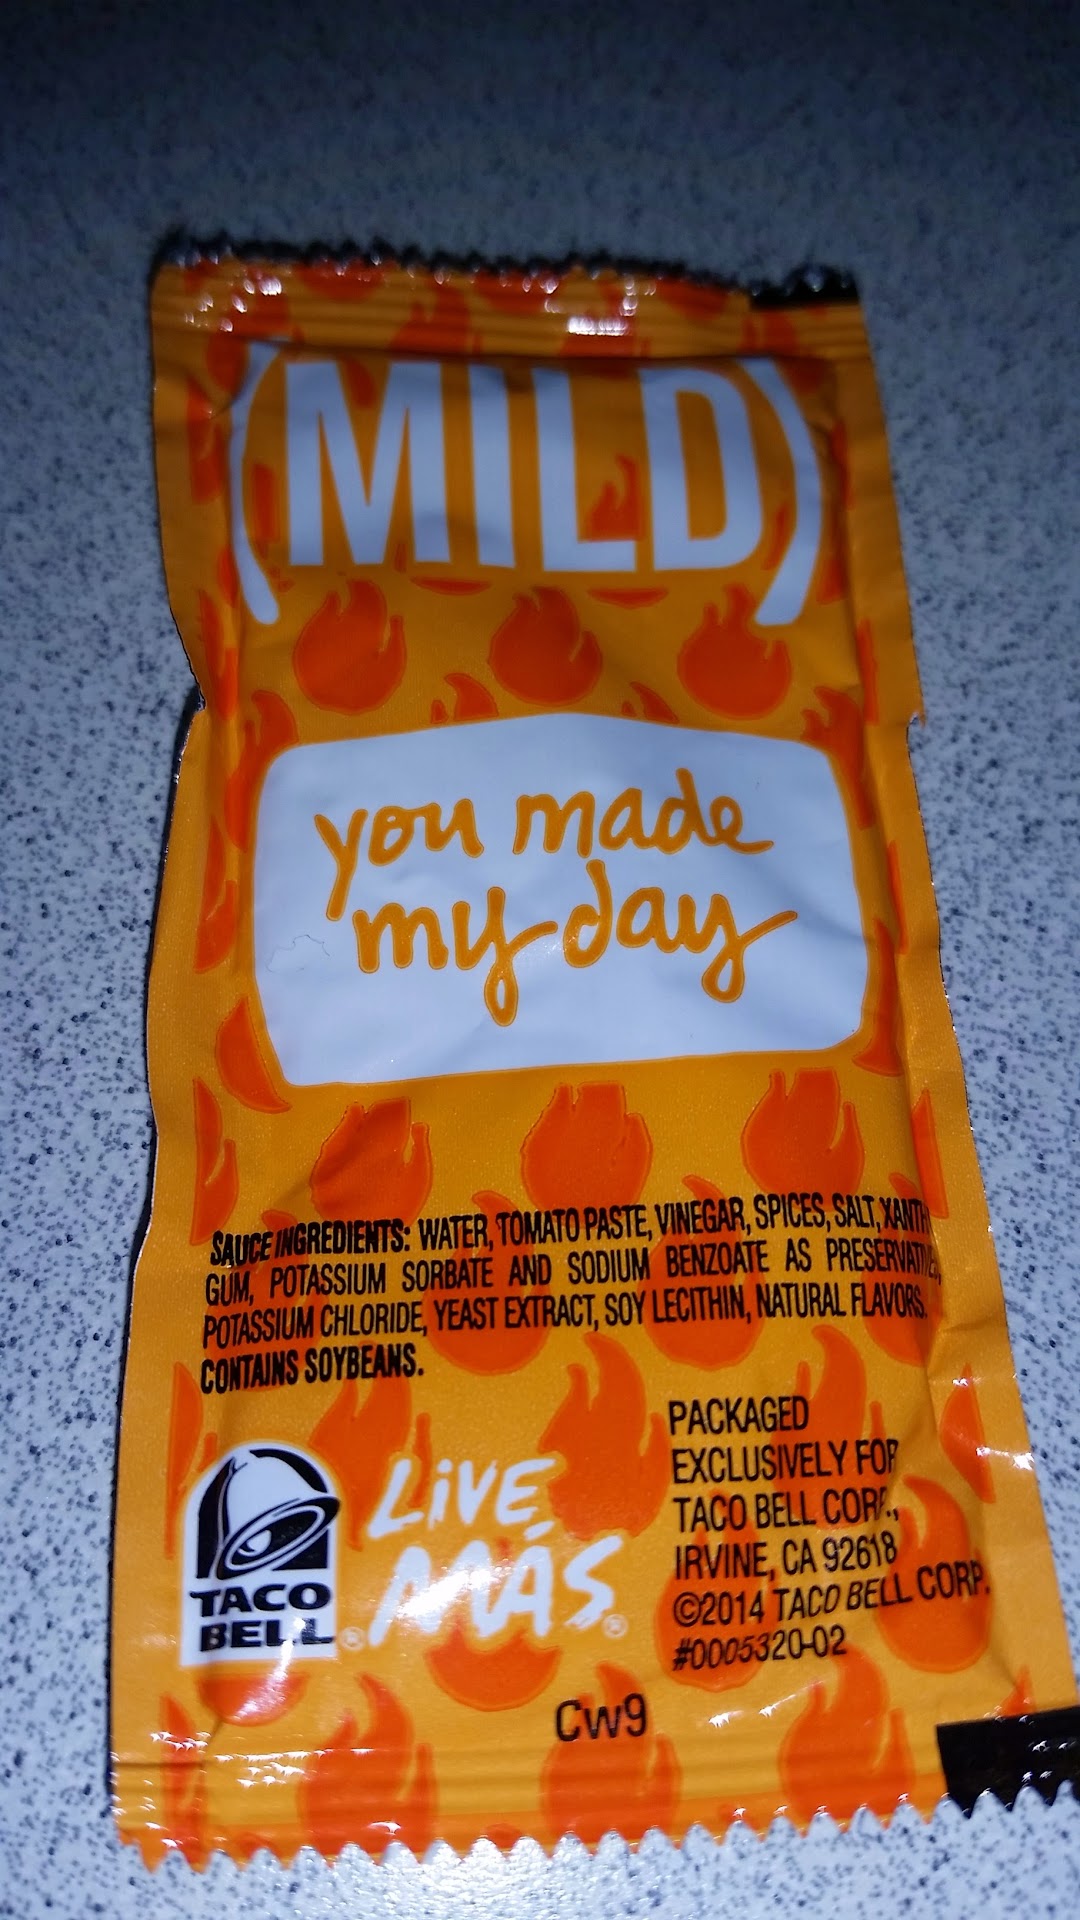 (MILD)
you made
my day
SAUCE INGREDIENTS: WATER, TOMATO PASTE, VINEGAR, SPICES, SALT,
GUM, POTASSIUM SORBATE AND SODIUM BENZOATE AS
POTASSIUM CHLORIDE, YEAST EXTRACT, SOY LECITHIN, NATURAL FLAVORS.
CONTAINS SOYBEANS.
PACKAGED
EXCLUSIVELY FOR
TACO BELL CORP.,
IRVINE, CA 92618
©2014 TACO BELL CORP.
#0005320-02
LIVE
MÁS®
TACO
BELL®
Cw9